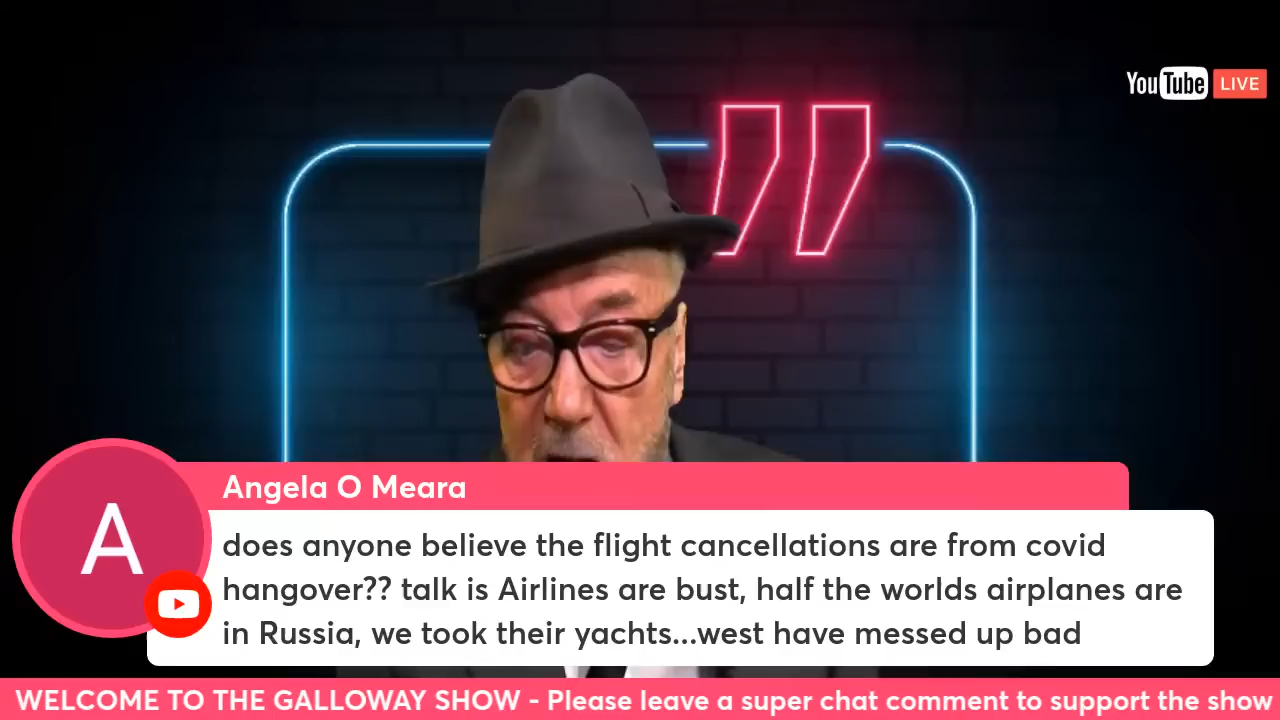 YouTube LIVE
Angela O Meara
A
does anyone believe the flight cancellations are from covid
hangover?? talk is Airlines are bust, half the worlds airplanes are
in Russia, we took their yachts...west have messed up bad
WELCOME TO THE GALLOWAY SHOW - Please leave a super chat comment to support the show